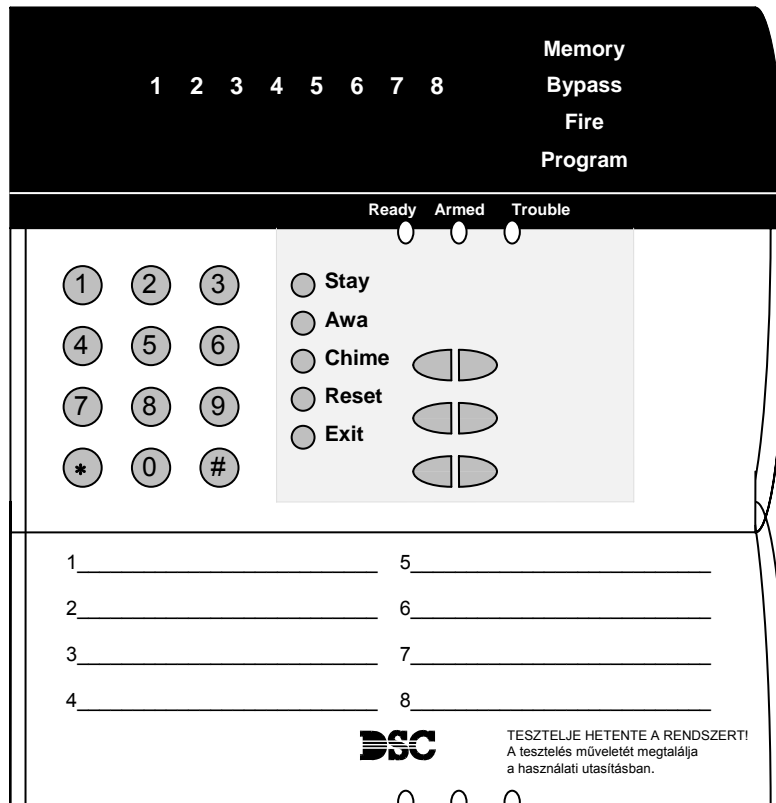 Memory
1 2 3 4 5 6 7 8 Bypass
Fire
Program
Ready Armed Trouble
1 2 3
4 5 6
7 8 9
* 0 #
Stay
Awa
Chime
Reset
Exit
1 5
2 6
3 7
4 8
DSC
TESZTELJE HETENTE A RENDSZERT!
A tesztelés műveletét megtalálja
a használati utasításban.